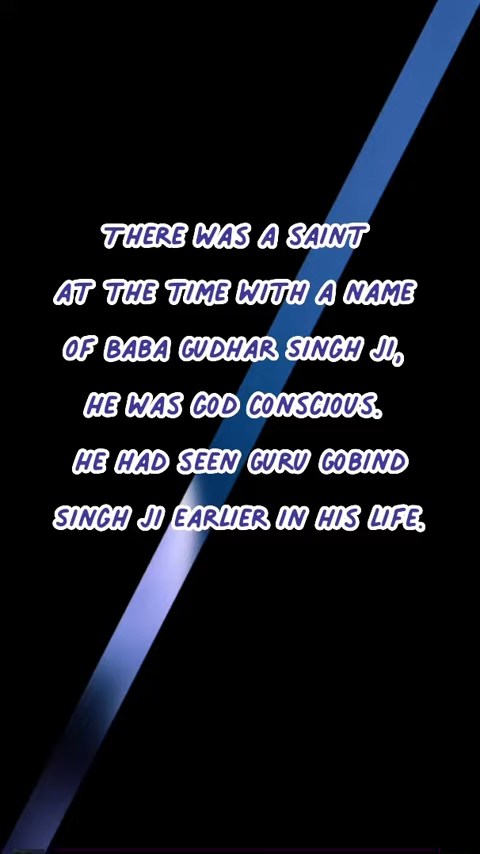 THERE WAS A SAINT
AT THE TIME WITH A NAME
OF BABA GUDHAR SINGH JI,
HE WAS GOD CONSCIOUS.
HE HAD SEEN GURU GOBIND
SINGH JI EARLIER IN HIS LIFE.